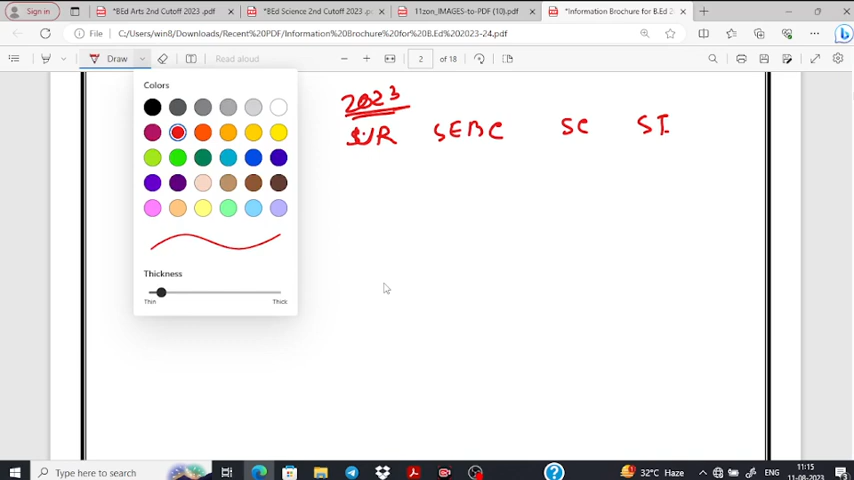 *BEd Arts 2nd Cutoff 2023 .pdf
*BEd Science 2nd Cutoff 2023 .pdf
11zon_IMAGES-to-PDF (10).pdf
*Information Brochure for B.Ed 2
Sign in
File
C:/Users/win8/Downloads/Recent%20PDF/Information%20Brochure%20for%20B.Ed%202023-24.pdf
Draw
Read aloud
2 of 18
Colors
Thickness
Thin
Thick
2023
UR SEBC SC ST
Type here to search
32°C Haze
ENG
11:15
11-08-2023